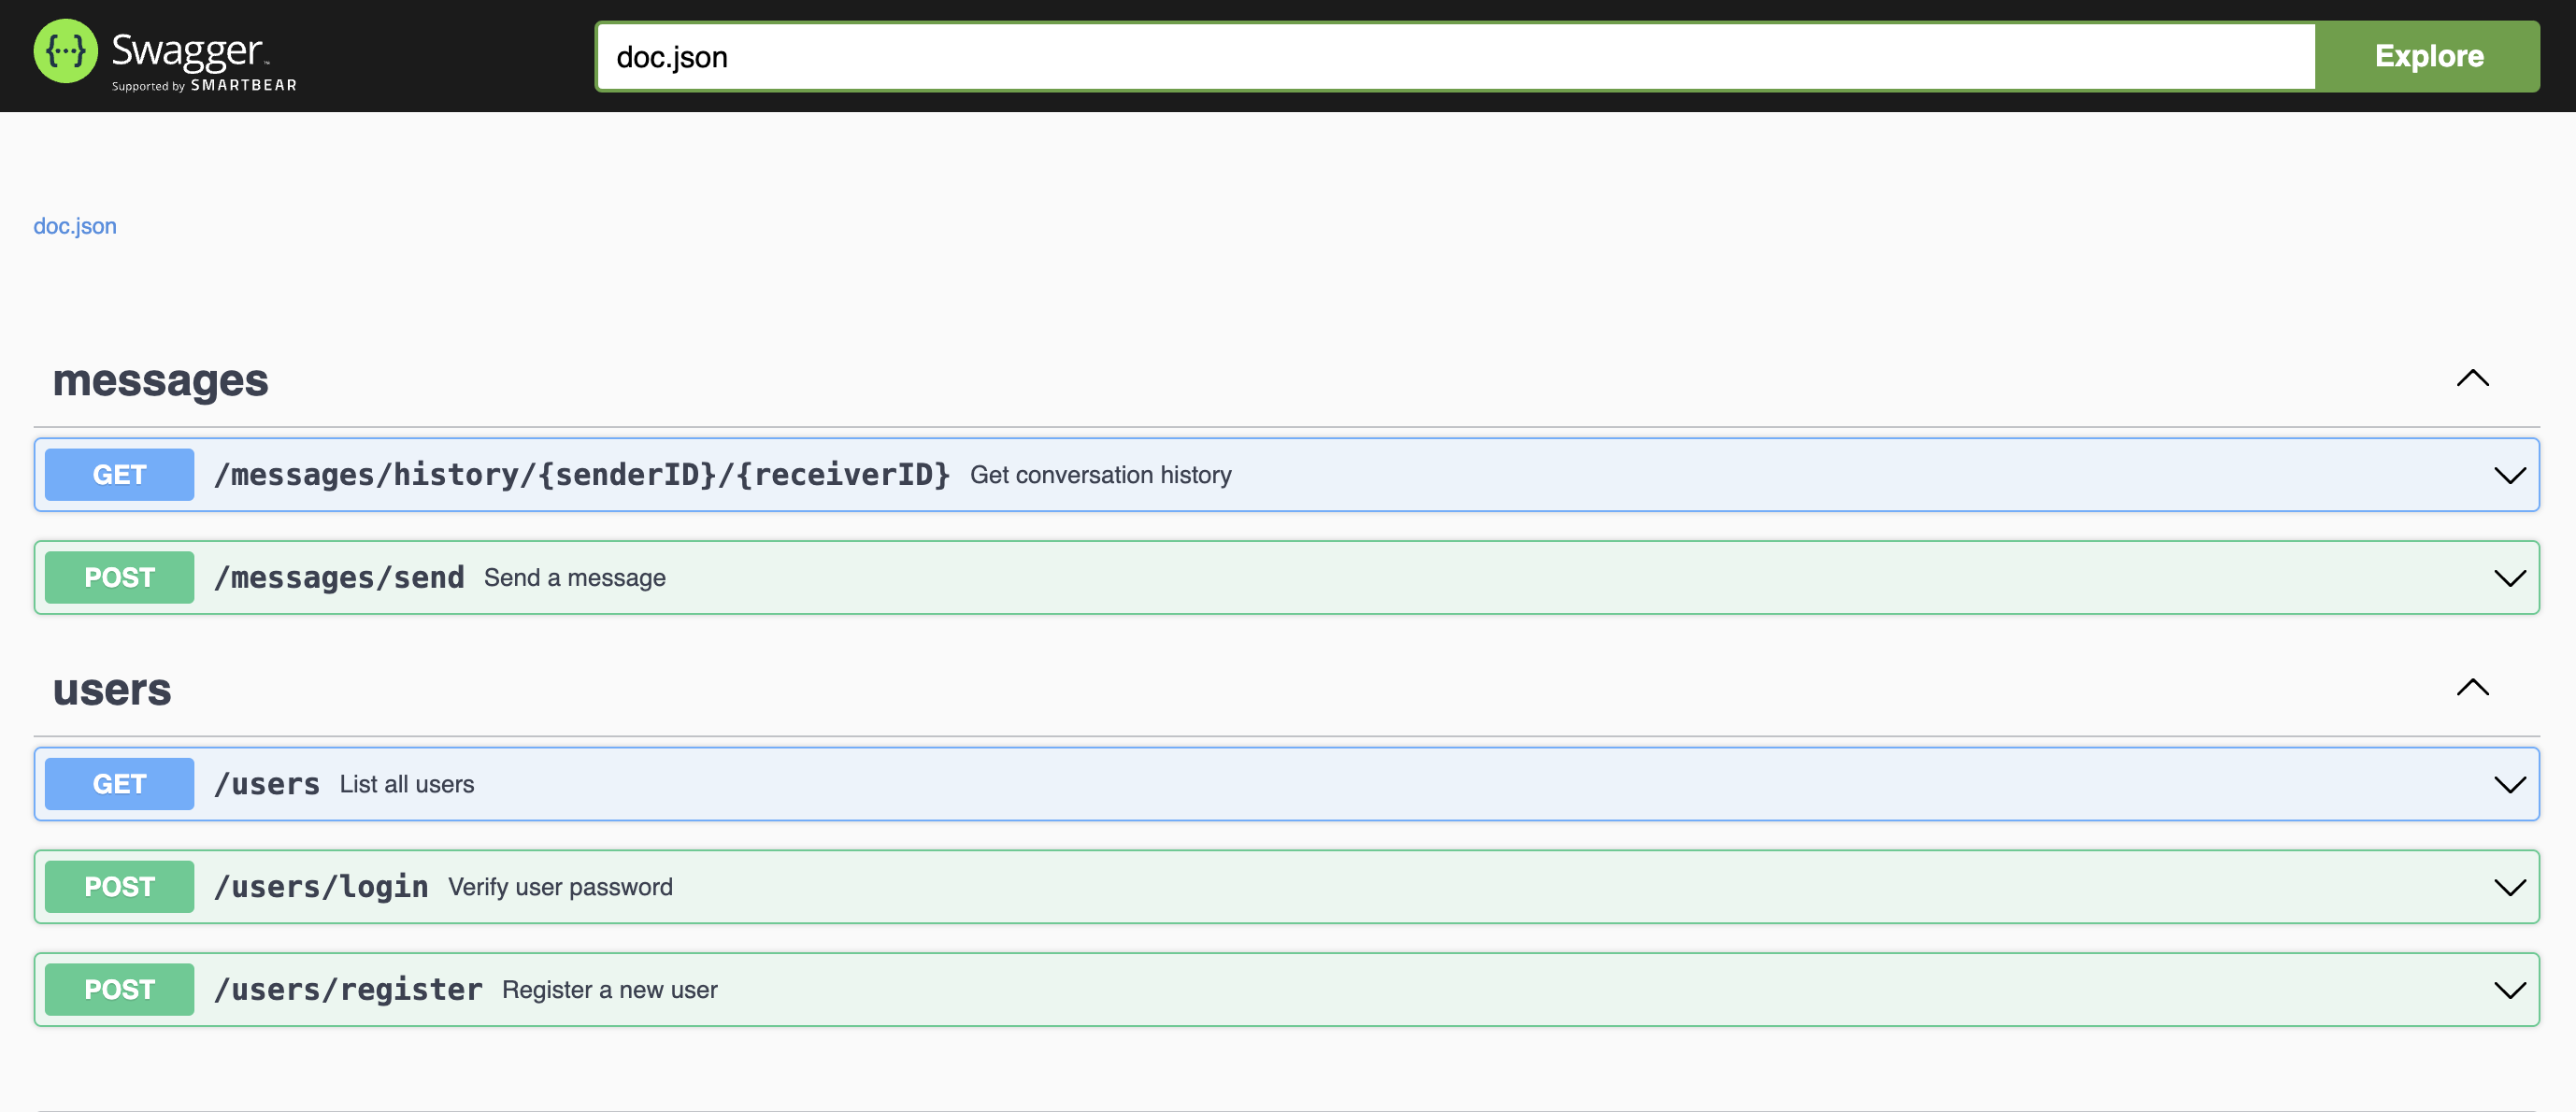 {···} Swagger™
Supported by SMARTBEAR
doc.json
Explore
doc.json
messages
GET /messages/history/{senderID}/{receiverID} Get conversation history
POST /messages/send Send a message
users
GET /users List all users
POST /users/login Verify user password
POST /users/register Register a new user